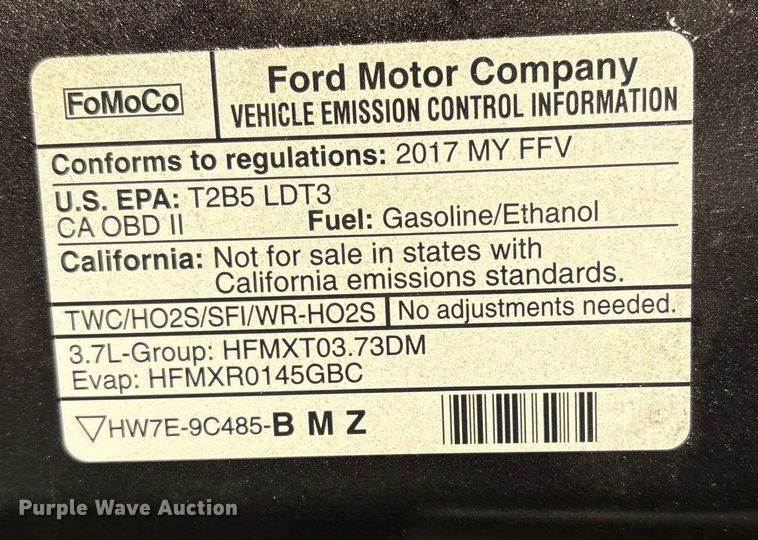 FoMoCo
Ford Motor Company
VEHICLE EMISSION CONTROL INFORMATION
Conforms to regulations: 2017 MY FFV
U.S. EPA: T2B5 LDT3
CA OBD II Fuel: Gasoline/Ethanol
California: Not for sale in states with
California emissions standards.
TWC/HO2S/SFI/WR-HO2S No adjustments needed.
3.7L-Group: HFMXT03.73DM
Evap: HFMXR0145GBC
HW7E-9C485-B M Z
Purple Wave Auction